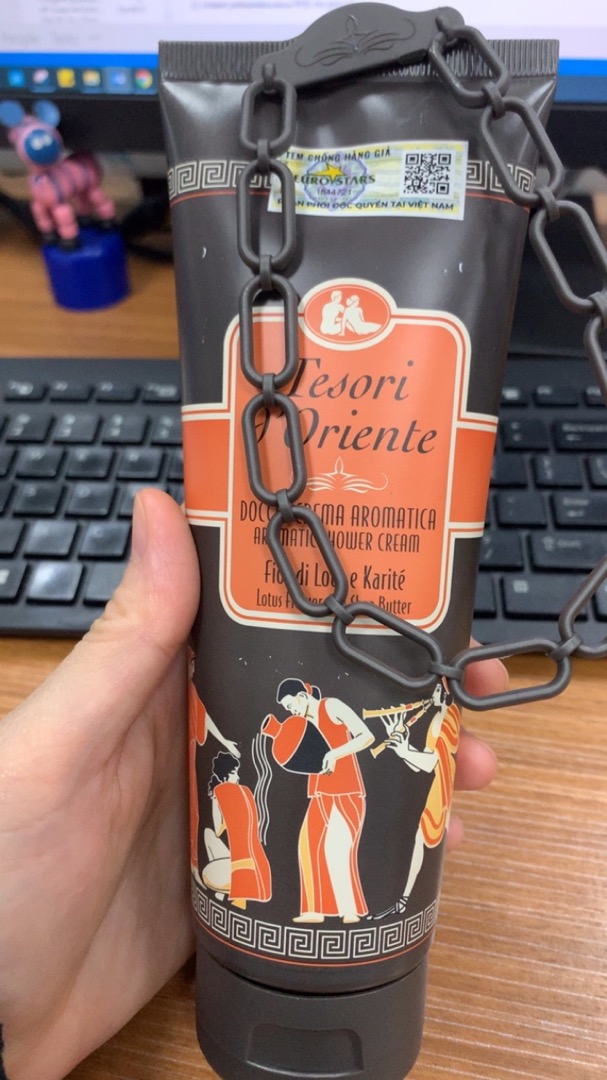 TEM CHỐNG HÀNG GIẢ
EUROSTARS
PHÂN PHỐI ĐỘC QUYỀN TẠI VIỆT NAM
Tesori
d'Oriente
DOCCIA CREMA AROMATICA
AROMATIC SHOWER CREAM
Fiori di Loto e Karité
Lotus Flower Shea Butter